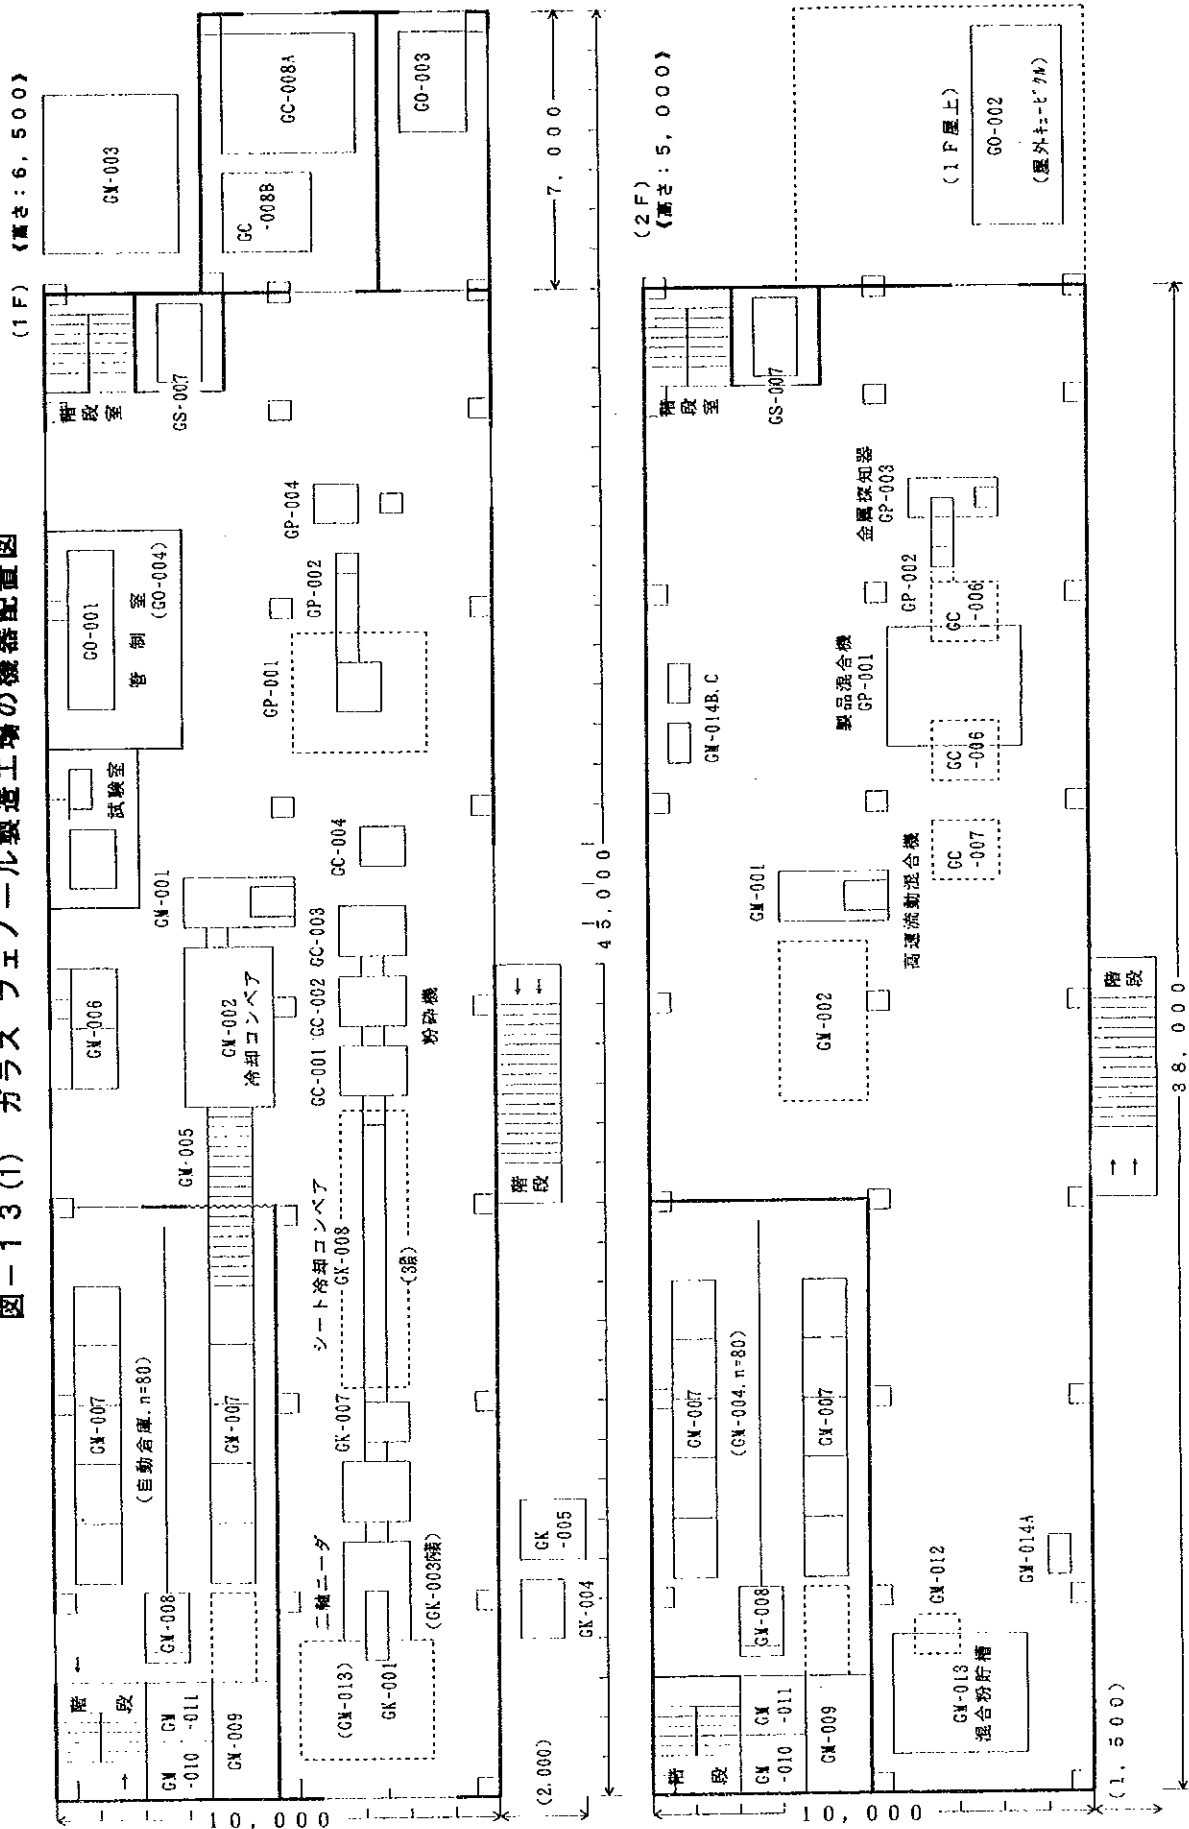 図－１３(1)　ガラス フェノール製造工場の機器配置図
(１Ｆ)
《高さ：６，５００》
GM-003
GC-008A
GC
-008B
GO-003
７，０００
階段室
GS-007
GO-001
管 制 室
(GO-004)
試験室
GP-004
GP-002
GP-001
GC-004
GM-001
GC-003
GC-002
GC-001
粉砕機
GM-006
GM-002
冷却コンベア
GM-005
シート冷却コンベア
GK-008
(3段)
階段
４５，０００
GM-007
(自動倉庫.n=80)
GM-007
GK-007
二軸ニーダ
(GK-003内装)
GK
-005
GK-004
GM-008
(GM-013)
GK-001
階段
GM
-011
GM
-010
GM-009
(2.000)
１０，０００
(２Ｆ)
《高さ：５，０００》
(１Ｆ屋上)
GO-002
(屋外キュービクル)
階段室
GS-007
金属探知器
GP-003
GP-002
GC
-006
製品混合機
GP-001
GC
-006
GM-014B.C
GC
-007
高速流動混合機
GM-001
GM-002
階段
３８，０００
GM-007
(GM-004.n=80)
GM-007
GM-008
GM-012
GM-014A
GM-013
混合粉貯槽
階段
GM
-011
GM
-010
GM-009
(１，５００)
１０，０００